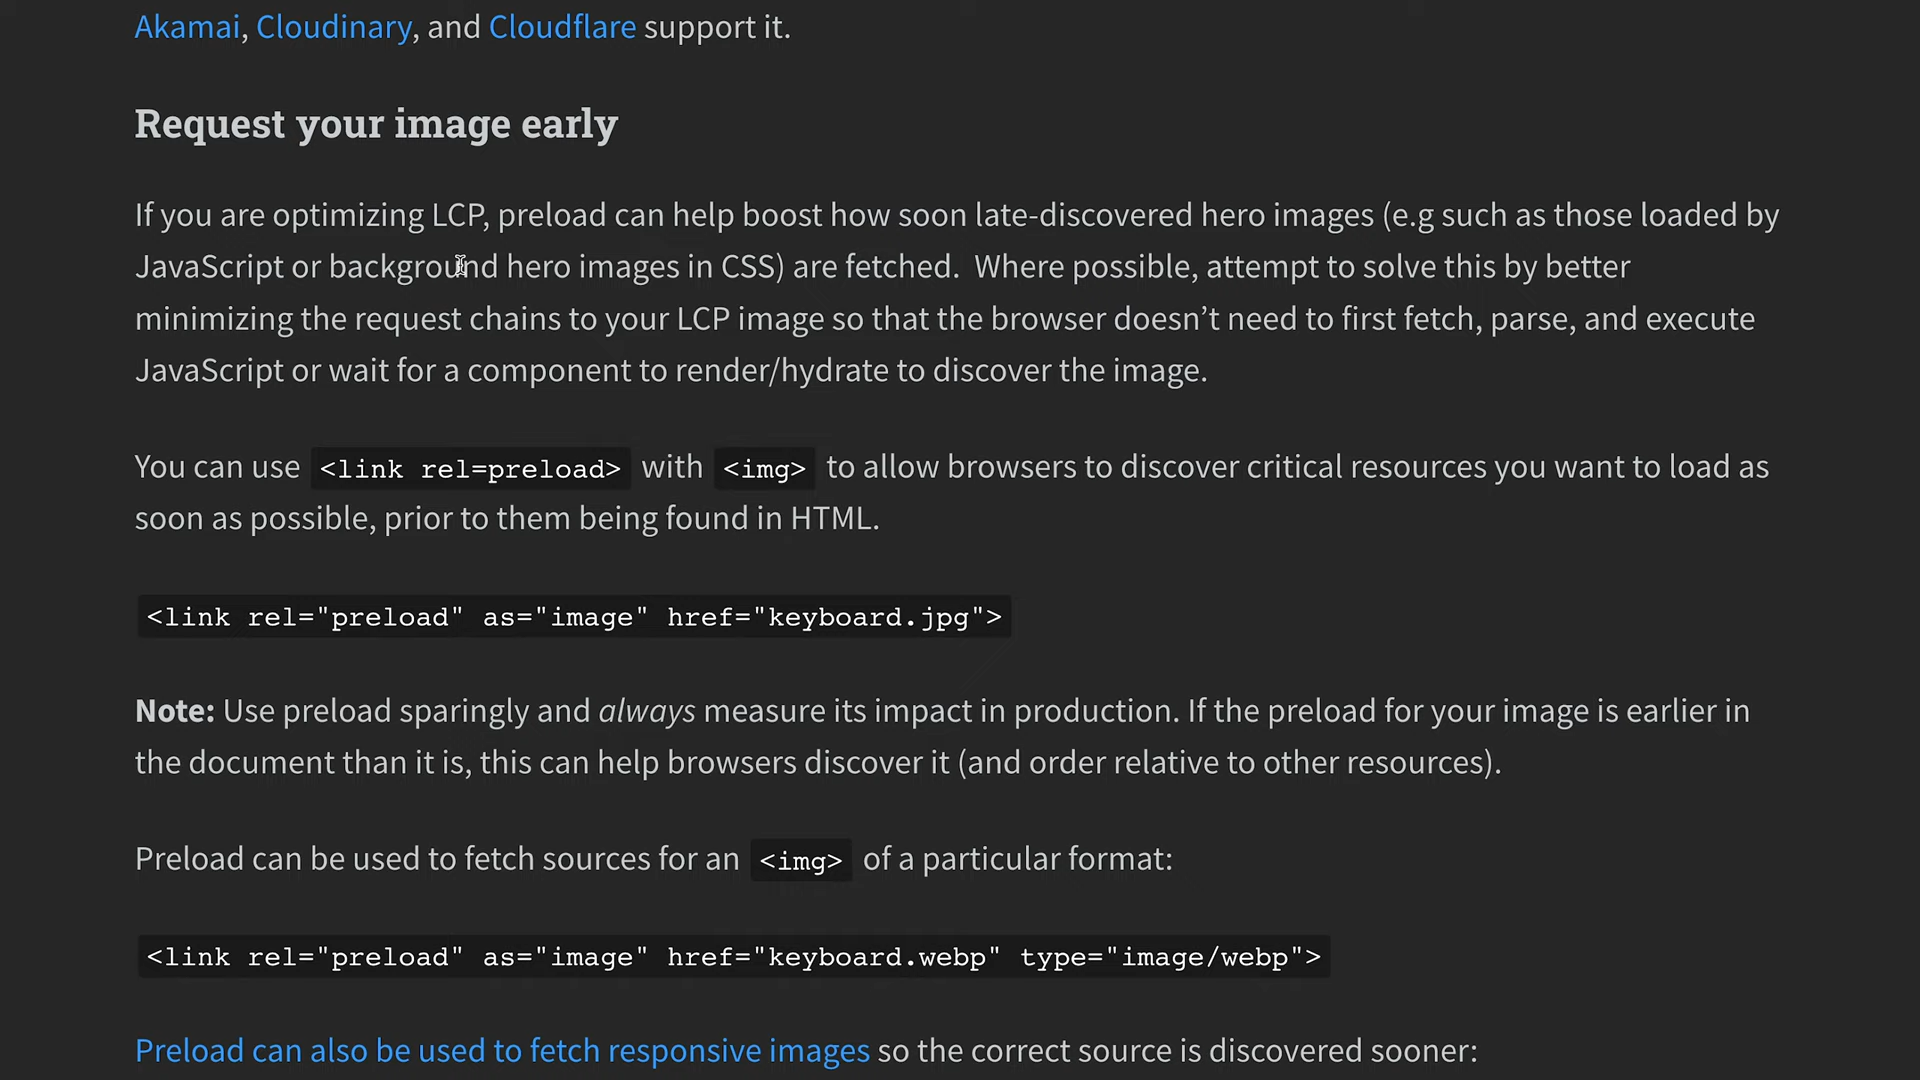 Akamai, Cloudinary, and Cloudflare support it.
Request your image early
If you are optimizing LCP, preload can help boost how soon late-discovered hero images (e.g such as those loaded by
JavaScript or background hero images in CSS) are fetched.  Where possible, attempt to solve this by better
minimizing the request chains to your LCP image so that the browser doesn’t need to first fetch, parse, and execute
JavaScript or wait for a component to render/hydrate to discover the image.
You can use <link rel=preload> with <img> to allow browsers to discover critical resources you want to load as
soon as possible, prior to them being found in HTML.
<link rel="preload" as="image" href="keyboard.jpg">
Note: Use preload sparingly and always measure its impact in production. If the preload for your image is earlier in
the document than it is, this can help browsers discover it (and order relative to other resources).
Preload can be used to fetch sources for an <img> of a particular format:
<link rel="preload" as="image" href="keyboard.webp" type="image/webp">
Preload can also be used to fetch responsive images so the correct source is discovered sooner: